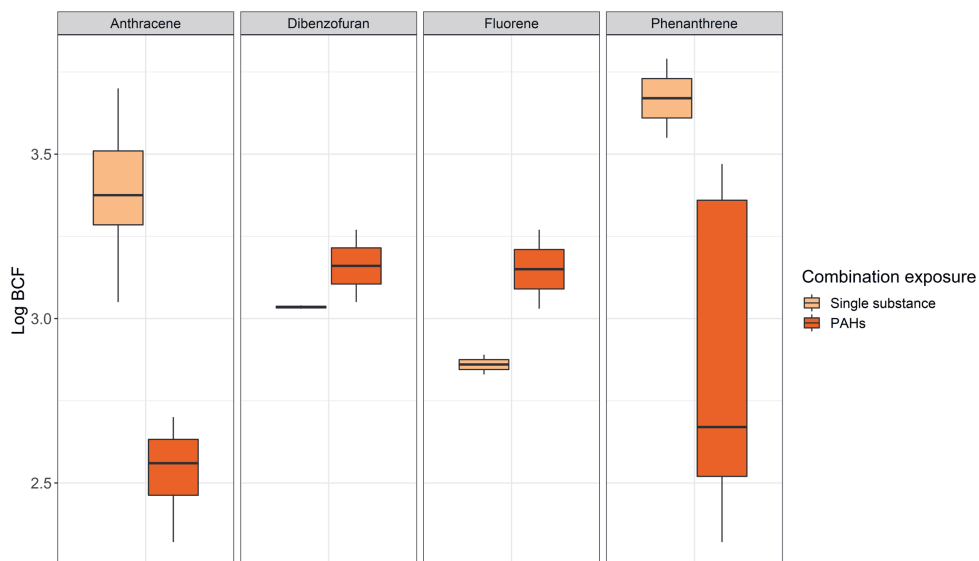 Anthracene
Dibenzofuran
Fluorene
Phenanthrene
Log BCF
3.5
3.0
2.5
Combination exposure
Single substance
PAHs